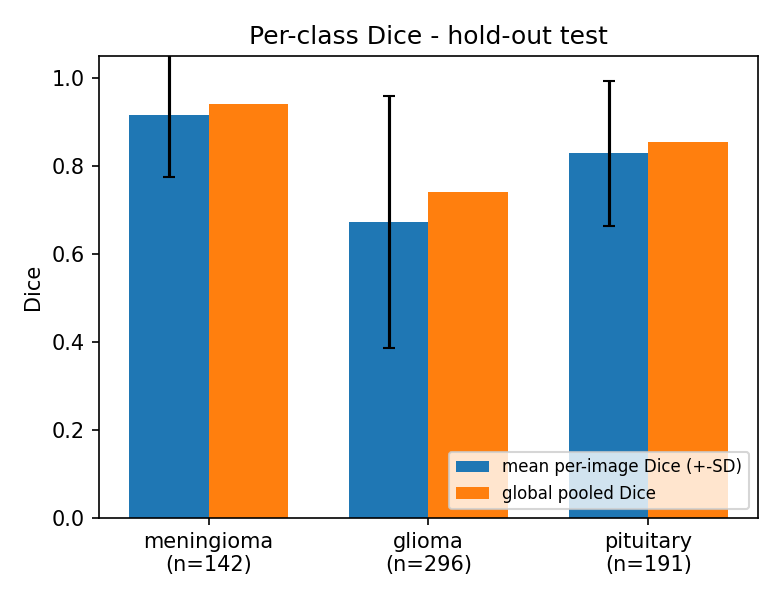 Per-class Dice - hold-out test
Dice
1.0
0.8
0.6
0.4
0.2
0.0
mean per-image Dice (+-SD)
global pooled Dice
meningioma
(n=142)
glioma
(n=296)
pituitary
(n=191)